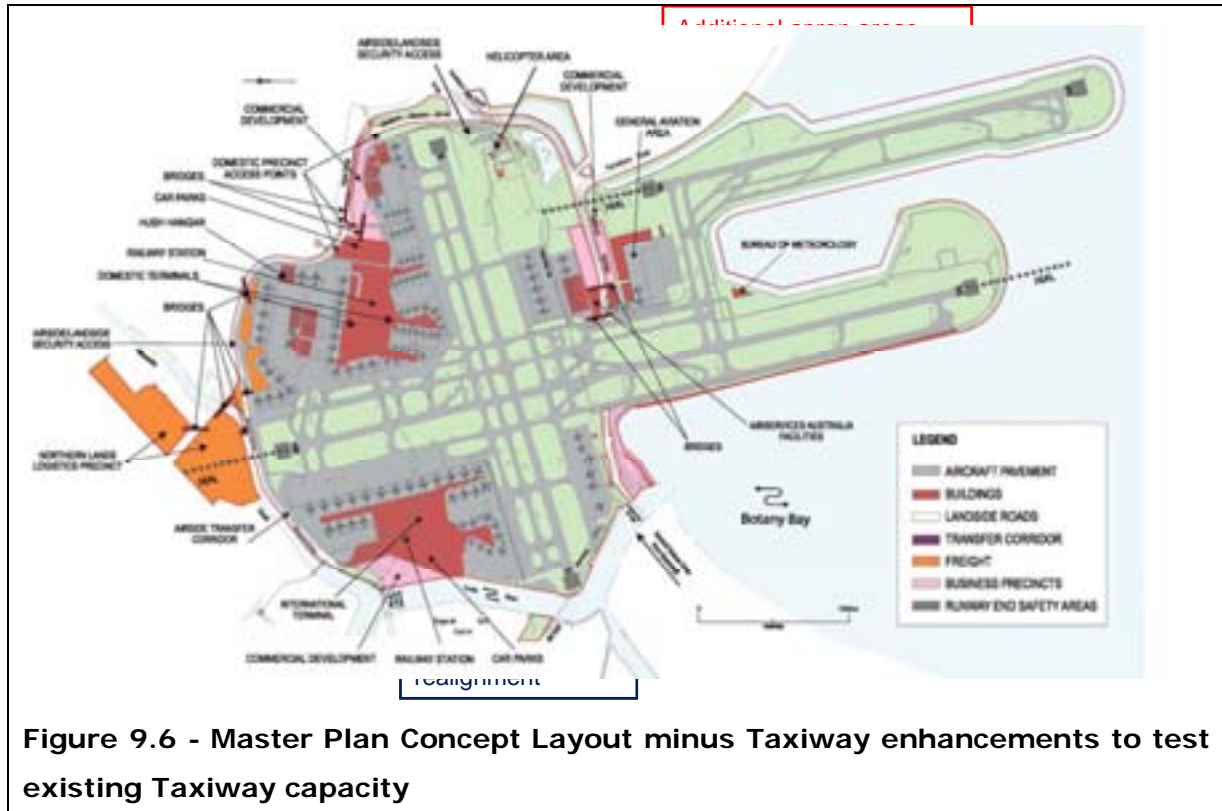 Additional apron areas
AIRSIDE/LANDSIDE
SECURITY ACCESS
HELICOPTER AREA
COMMERCIAL
DEVELOPMENT
COMMERCIAL
DEVELOPMENT
GENERAL AVIATION
AREA
DOMESTIC PRECINCT
ACCESS POINTS
BRIDGES
CAR PARKS
HUSH HANGAR
RAILWAY STATION
DOMESTIC TERMINALS
BRIDGES
AIRSIDE/LANDSIDE
SECURITY ACCESS
BUREAU OF METEOROLOGY
HIAL
HIAL
NORTHERN LANDS
LOGISTICS PRECINCT
HIAL
AIRSIDE TRANSFER
CORRIDOR
AIRSERVICES AUSTRALIA
FACILITIES
BRIDGES
Botany Bay
INTERNATIONAL
TERMINAL
COMMERCIAL DEVELOPMENT
RAILWAY STATION
CAR PARKS
LEGEND
AIRCRAFT PAVEMENT
BUILDINGS
LANDSIDE ROADS
TRANSFER CORRIDOR
FREIGHT
BUSINESS PRECINCTS
RUNWAY END SAFETY AREAS
realignment
Figure 9.6 - Master Plan Concept Layout minus Taxiway enhancements to test
existing Taxiway capacity